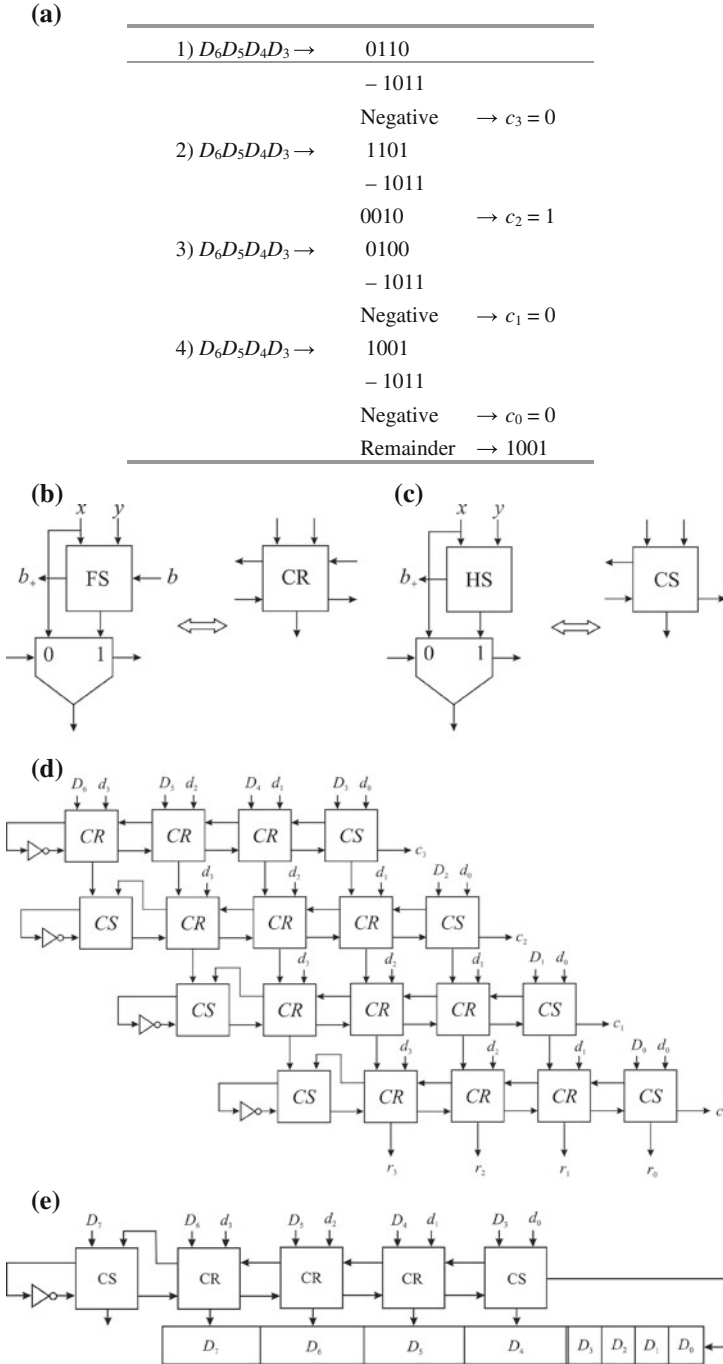 (a)
1) D₆D₅D₄D₃ → 0110
– 1011
Negative → c₃ = 0
2) D₆D₅D₄D₃ → 1101
– 1011
0010 → c₂ = 1
3) D₆D₅D₄D₃ → 0100
– 1011
Negative → c₁ = 0
4) D₆D₅D₄D₃ → 1001
– 1011
Negative → c₀ = 0
Remainder → 1001
(b) (c)
x y x y
b₊ FS b CR b₊ HS CS
0 1 0 1
(d)
D₆ d₃ D₅ d₂ D₄ d₁ D₃ d₀
CR CR CR CS c₃
d₃ d₂ d₁ D₂ d₀
CS CR CR CR CS c₂
d₃ d₂ d₁ D₁ d₀
CS CR CR CR CS c₁
d₃ d₂ d₁ D₀ d₀
CS CR CR CR CS c
r₃ r₂ r₁ r₀
(e)
D₇ D₆ d₃ D₅ d₂ D₄ d₁ D₃ d₀
CS CR CR CR CS
D₇ D₆ D₅ D₄ D₃ D₂ D₁ D₀